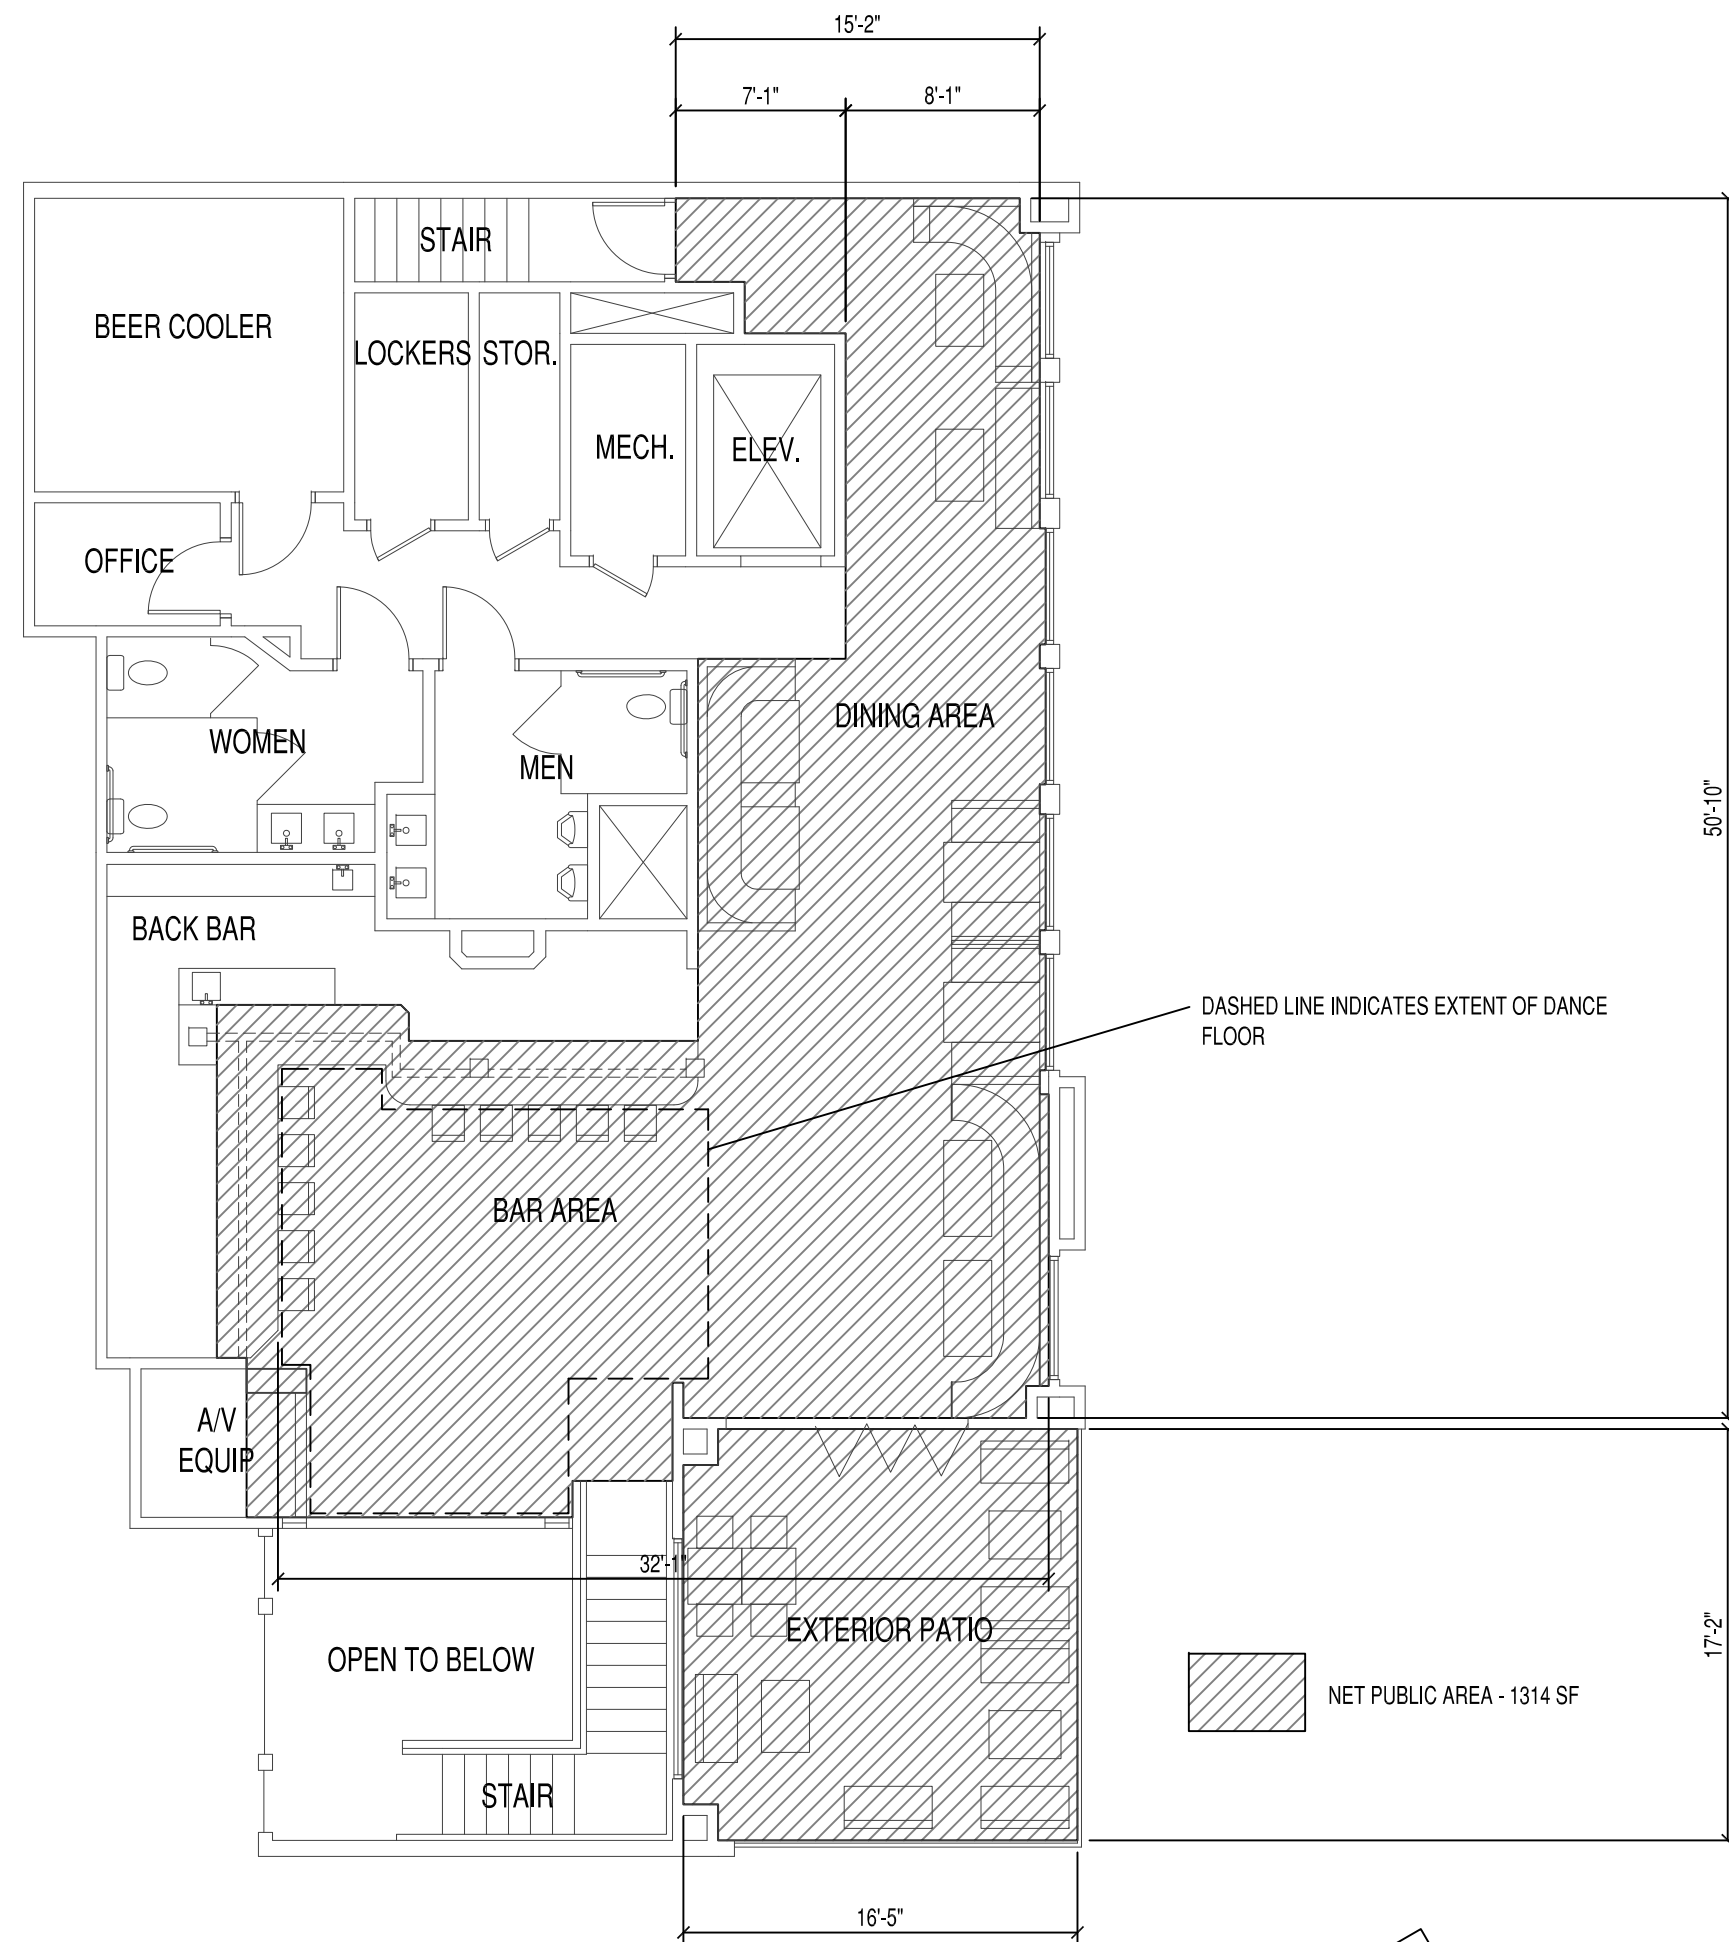 15'-2"
7'-1"
8'-1"
STAIR
BEER COOLER
LOCKERS
STOR.
MECH.
ELEV.
OFFICE
DINING AREA
WOMEN
MEN
50'-10"
BACK BAR
DASHED LINE INDICATES EXTENT OF DANCE
FLOOR
BAR AREA
A/V
EQUIP
32'-1"
EXTERIOR PATIO
OPEN TO BELOW
17'-2"
NET PUBLIC AREA - 1314 SF
STAIR
16'-5"